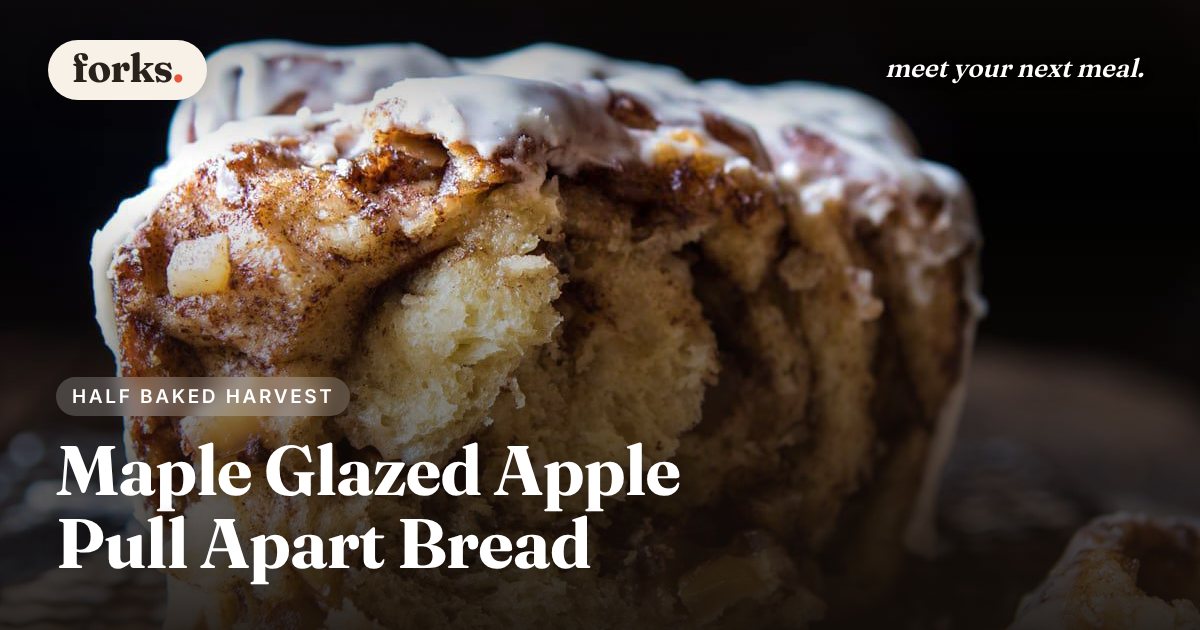 forks.
meet your next meal.
HALF BAKED HARVEST
Maple Glazed Apple
Pull Apart Bread